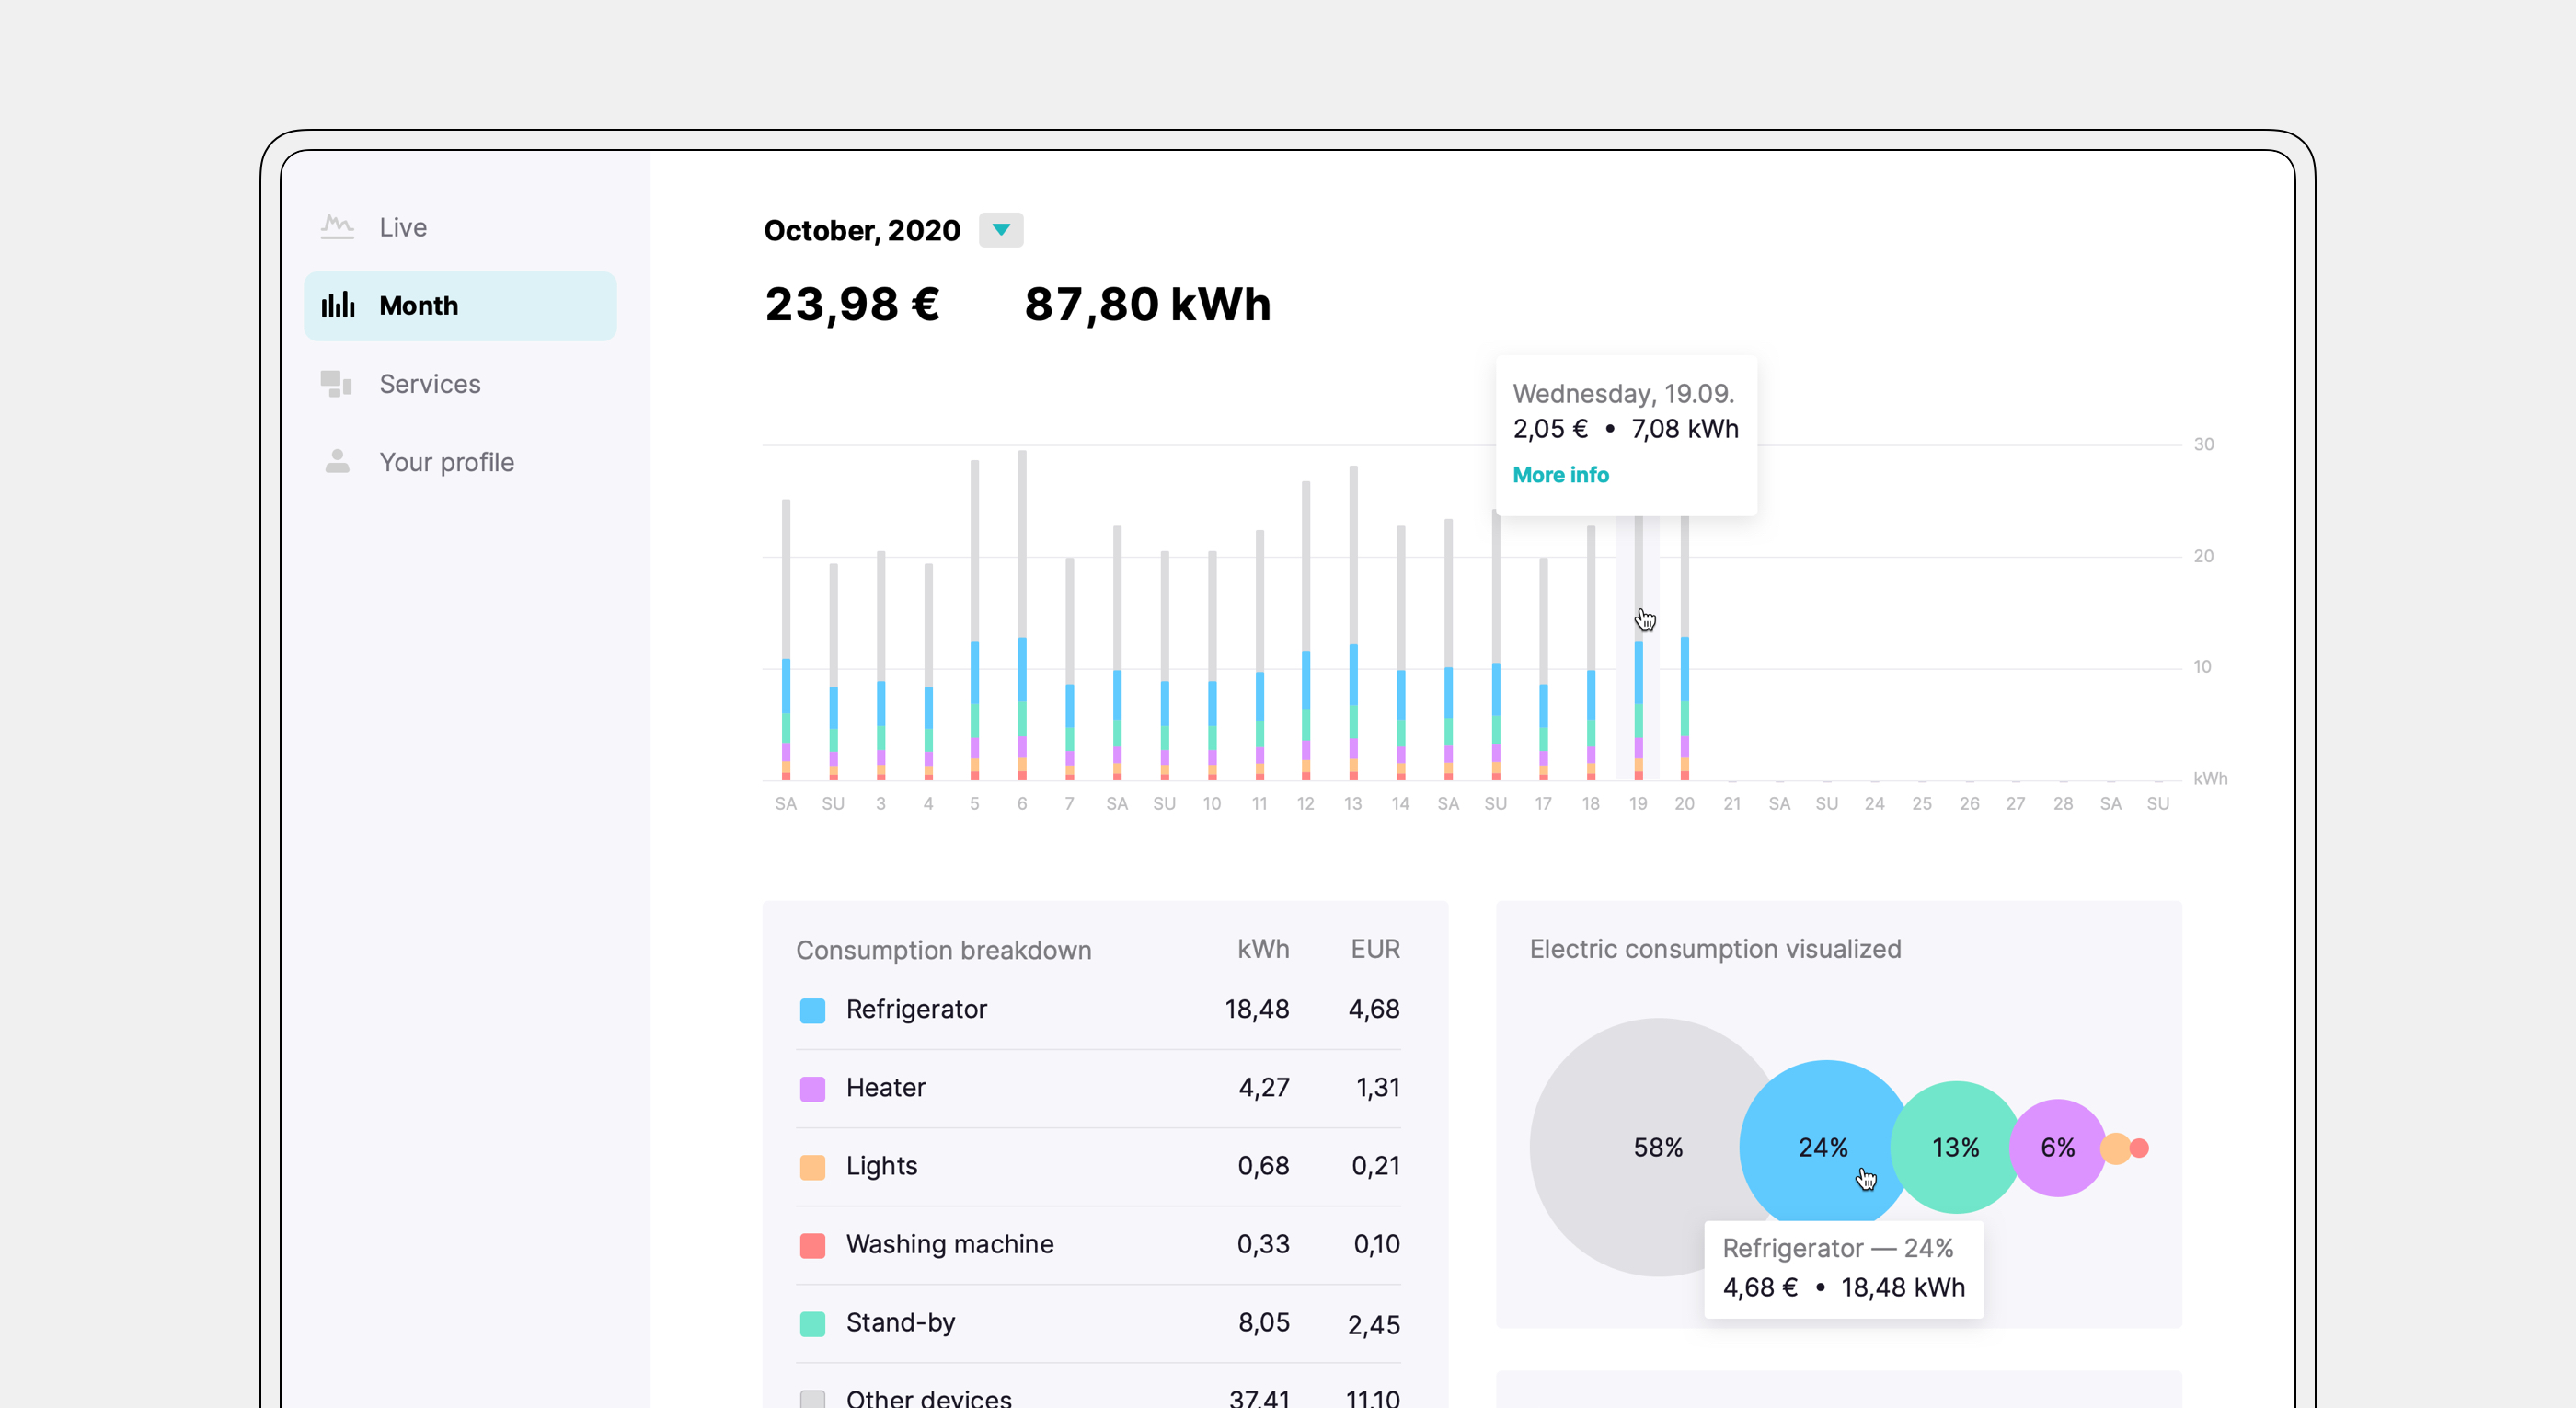 Live
Month
Services
Your profile
October, 2020
23,98 € 87,80 kWh
Wednesday, 19.09.
2,05 € • 7,08 kWh
More info
30
20
10
kWh
SA SU 3 4 5 6 7 SA SU 10 11 12 13 14 SA SU 17 18 19 20 21 SA SU 24 25 26 27 28 SA SU
Consumption breakdown kWh EUR
Refrigerator 18,48 4,68
Heater 4,27 1,31
Lights 0,68 0,21
Washing machine 0,33 0,10
Stand-by 8,05 2,45
Other devices 37,41 11,10
Electric consumption visualized
58% 24% 13% 6%
Refrigerator — 24%
4,68 € • 18,48 kWh